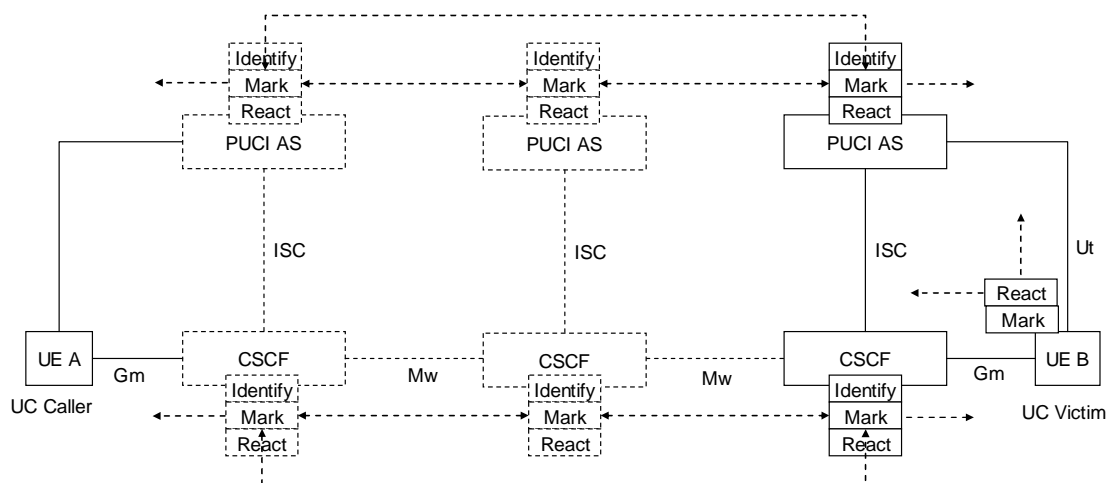 Identify
Mark
React
PUCI AS
Identify
Mark
React
PUCI AS
Identify
Mark
React
PUCI AS
ISC
ISC
ISC
Ut
React
Mark
UE A
UC Caller
Gm
CSCF
Mw
CSCF
Mw
CSCF
Gm
UE B
UC Victim
Identify
Mark
React
Identify
Mark
React
Identify
Mark
React